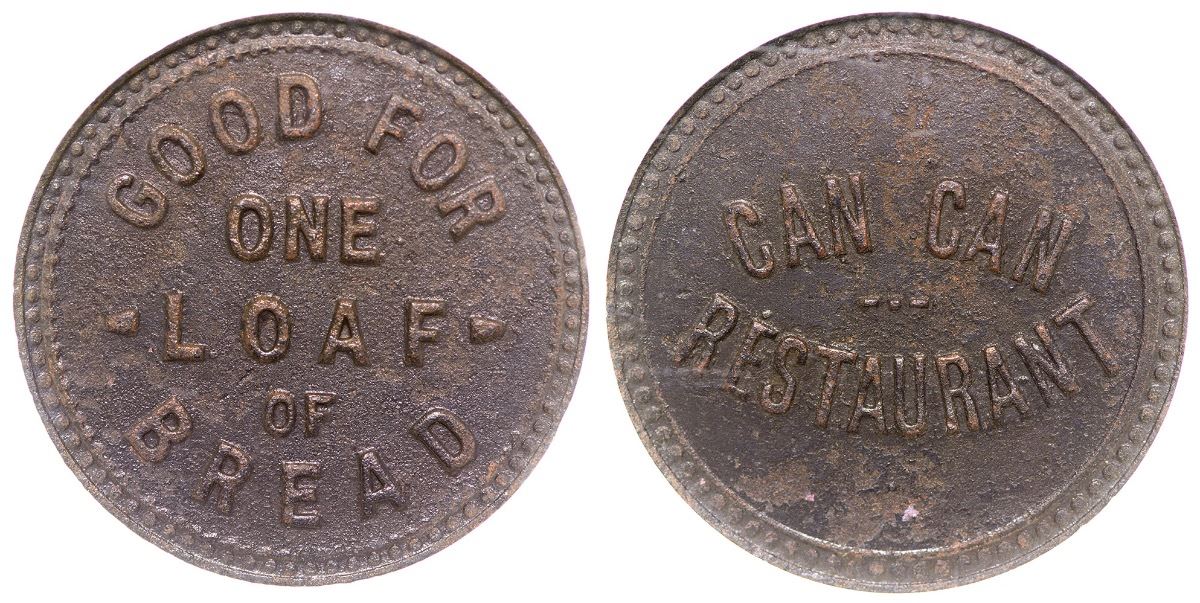 GOOD FOR
ONE
LOAF
OF
BREAD
CAN CAN
RESTAURANT